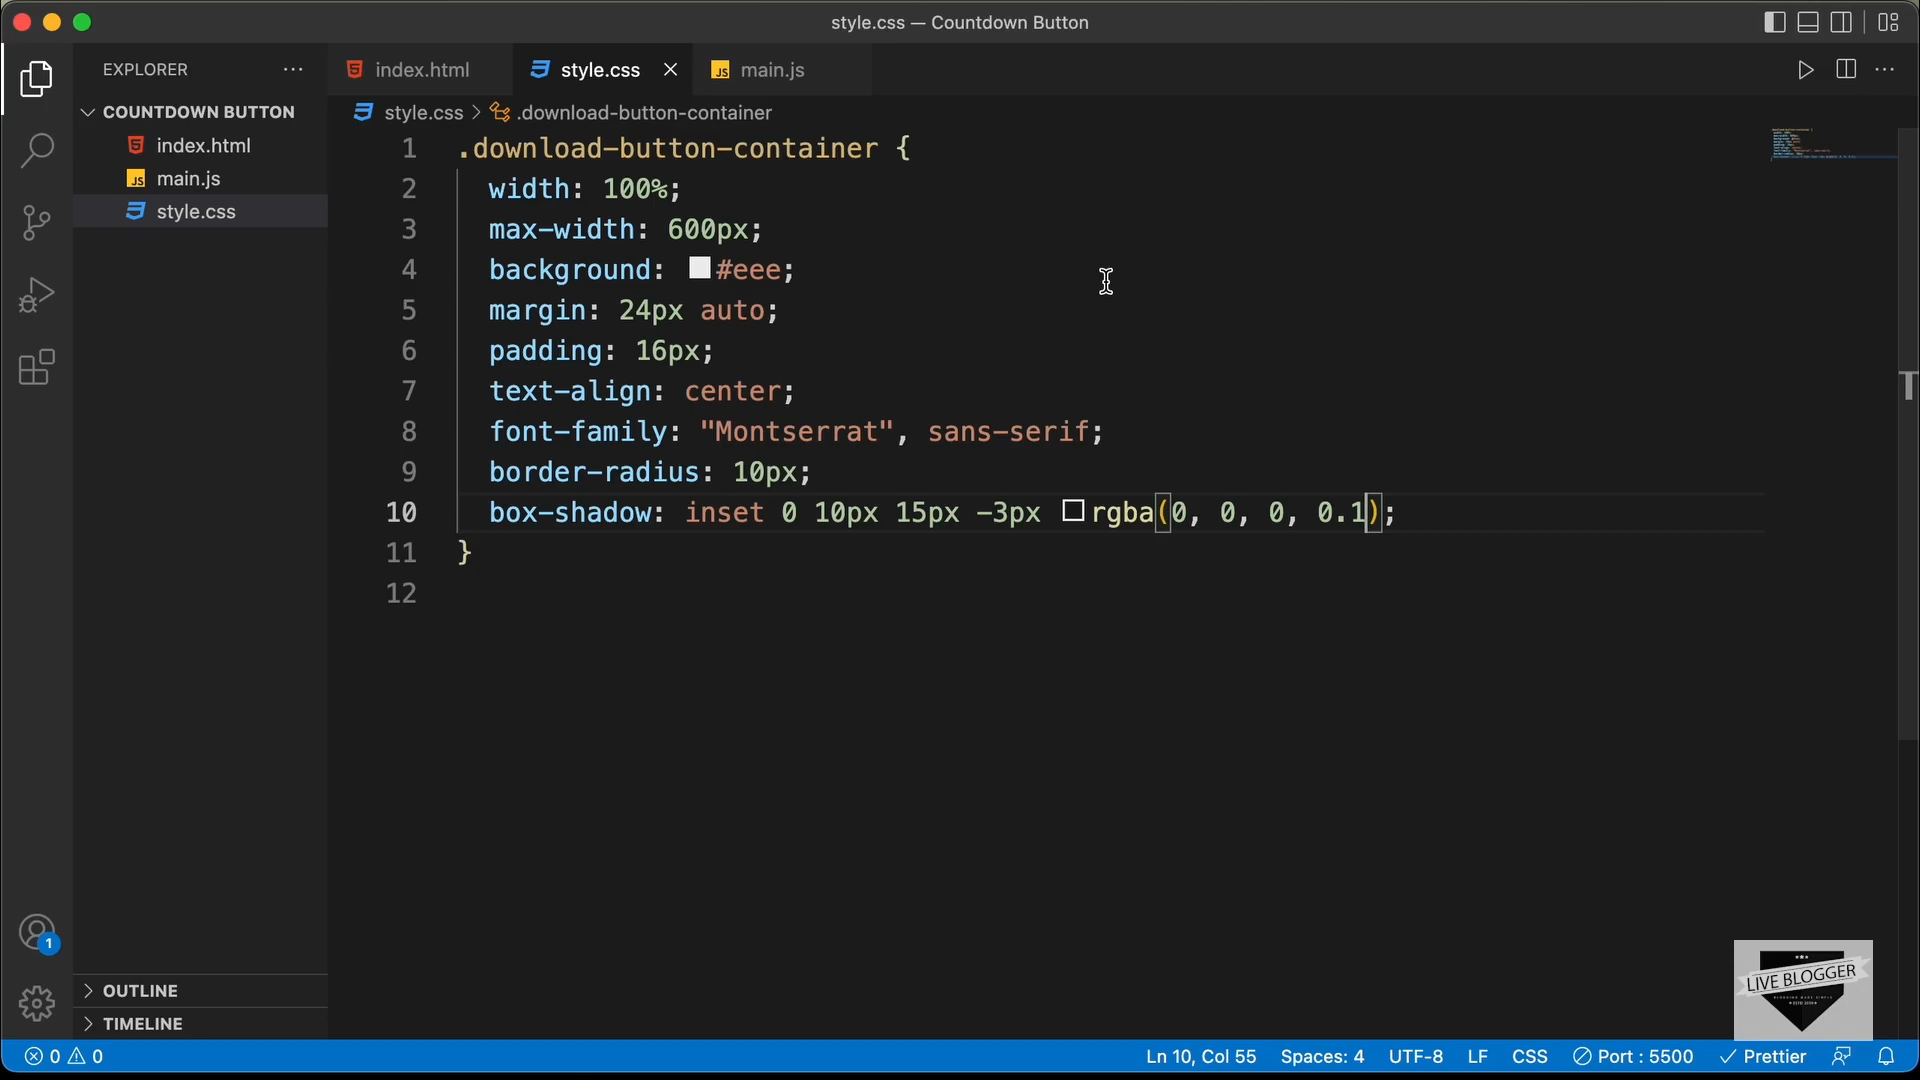 style.css — Countdown Button
EXPLORER
index.html
style.css
main.js
COUNTDOWN BUTTON
index.html
main.js
style.css
style.css > .download-button-container
1 .download-button-container {
2 width: 100%;
3 max-width: 600px;
4 background: #eee;
5 margin: 24px auto;
6 padding: 16px;
7 text-align: center;
8 font-family: "Montserrat", sans-serif;
9 border-radius: 10px;
10 box-shadow: inset 0 10px 15px -3px rgba(0, 0, 0, 0.1);
11 }
12
1
OUTLINE
TIMELINE
LIVE BLOGGER
0 0 Ln 10, Col 55 Spaces: 4 UTF-8 LF CSS Port : 5500 Prettier